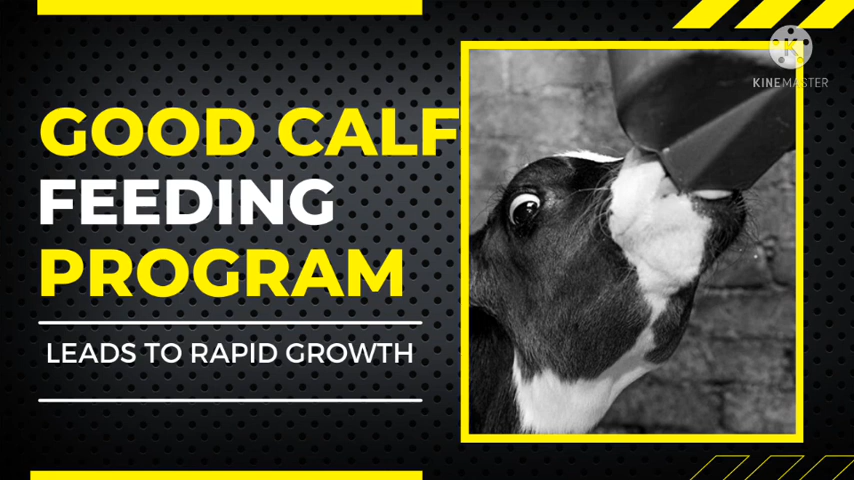 GOOD CALF
FEEDING
PROGRAM
LEADS TO RAPID GROWTH
K
KINEMASTER